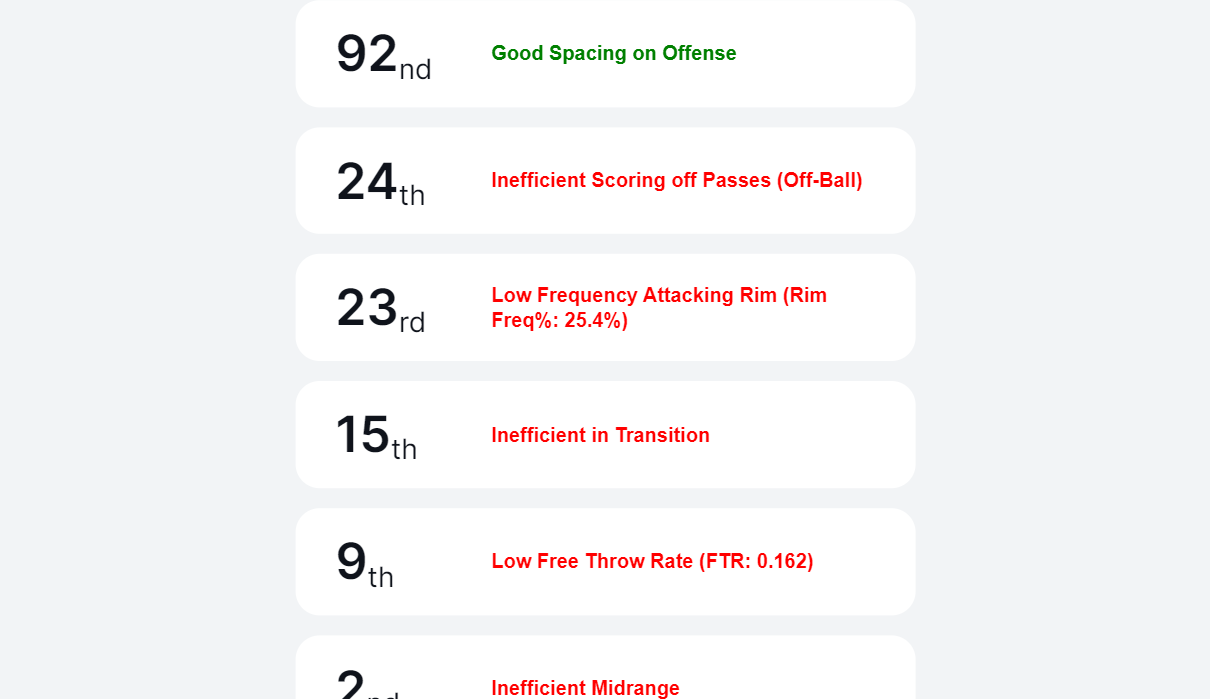 92nd
Good Spacing on Offense
24th
Inefficient Scoring off Passes (Off-Ball)
23rd
Low Frequency Attacking Rim (Rim
Freq%: 25.4%)
15th
Inefficient in Transition
9th
Low Free Throw Rate (FTR: 0.162)
2nd
Inefficient Midrange